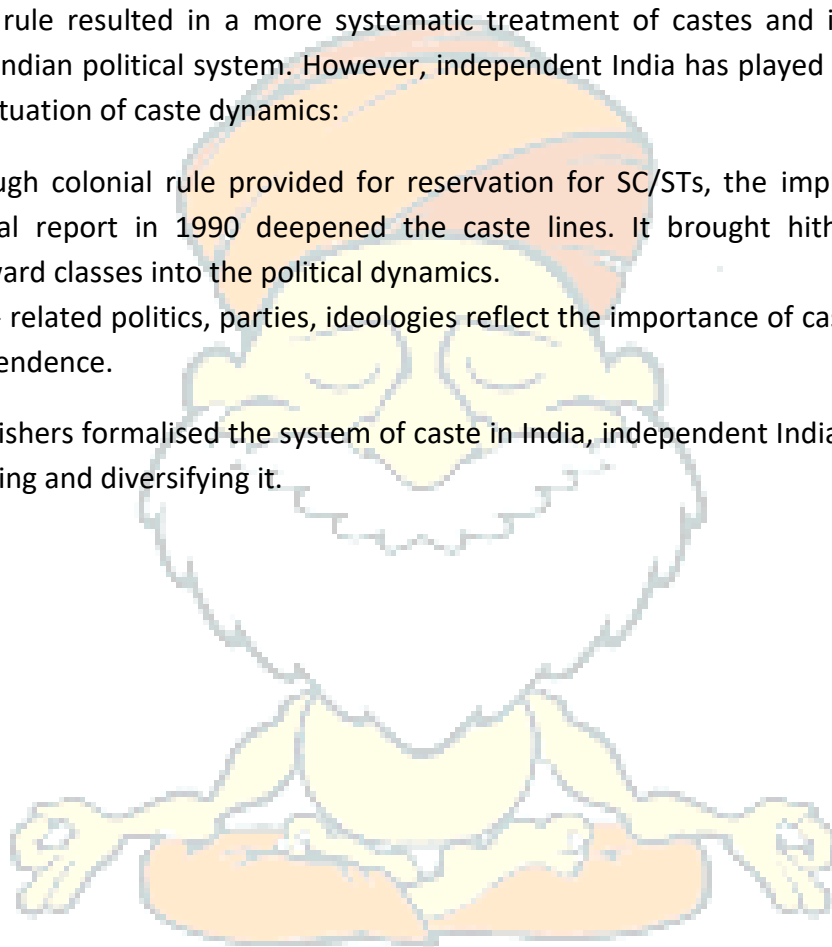 rule resulted in a more systematic treatment of castes and i
ndian political system. However, independent India has played
tuation of caste dynamics:
ugh colonial rule provided for reservation for SC/STs, the imp
al report in 1990 deepened the caste lines. It brought hith
ard classes into the political dynamics.
related politics, parties, ideologies reflect the importance of ca
endence.
ishers formalised the system of caste in India, independent India
ing and diversifying it.